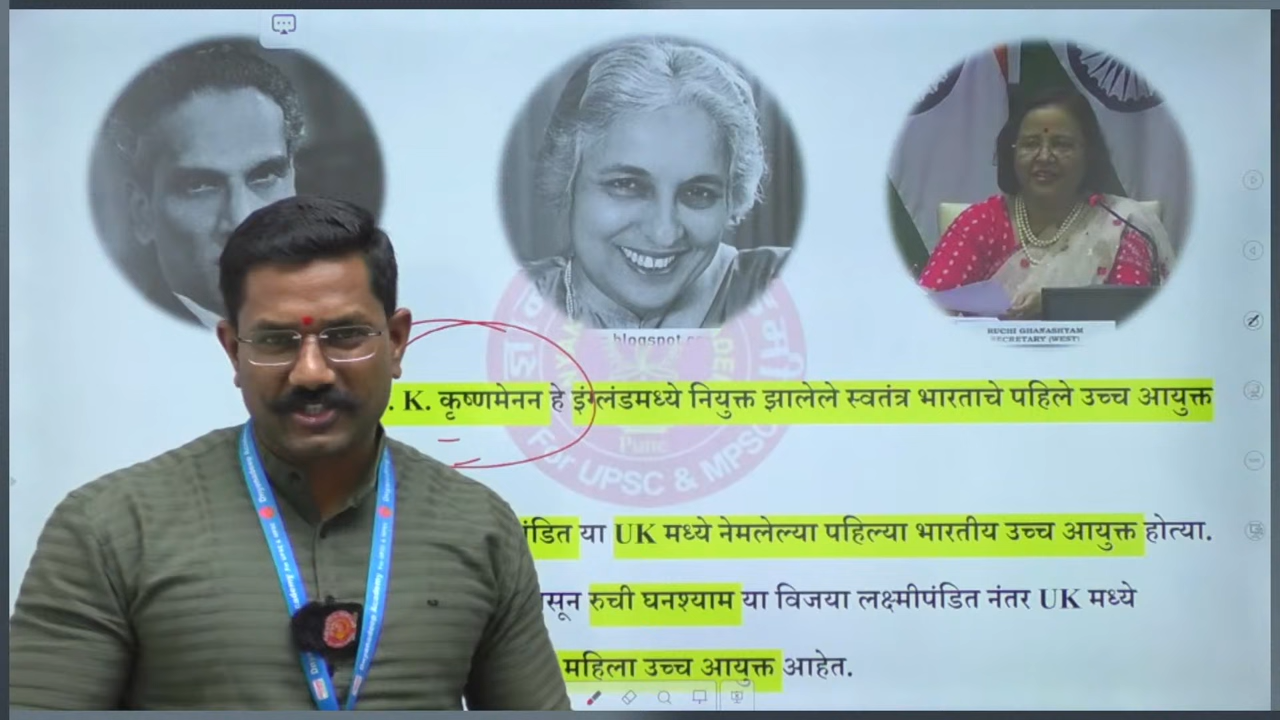 blogspot.
RUCHI GHANASHYAM
SECRETARY (WEST)
. K. कृष्णमेनन हे इंग्लंडमध्ये नियुक्त झालेले स्वतंत्र भारताचे पहिले उच्च आयुक्त
Pune
For UPSC & MPSC
या UK मध्ये नेमलेल्या पहिल्या भारतीय उच्च आयुक्त होत्या.
रुची घनश्याम या विजया लक्ष्मीपंडित नंतर UK मध्ये
महिला उच्च आयुक्त आहेत.